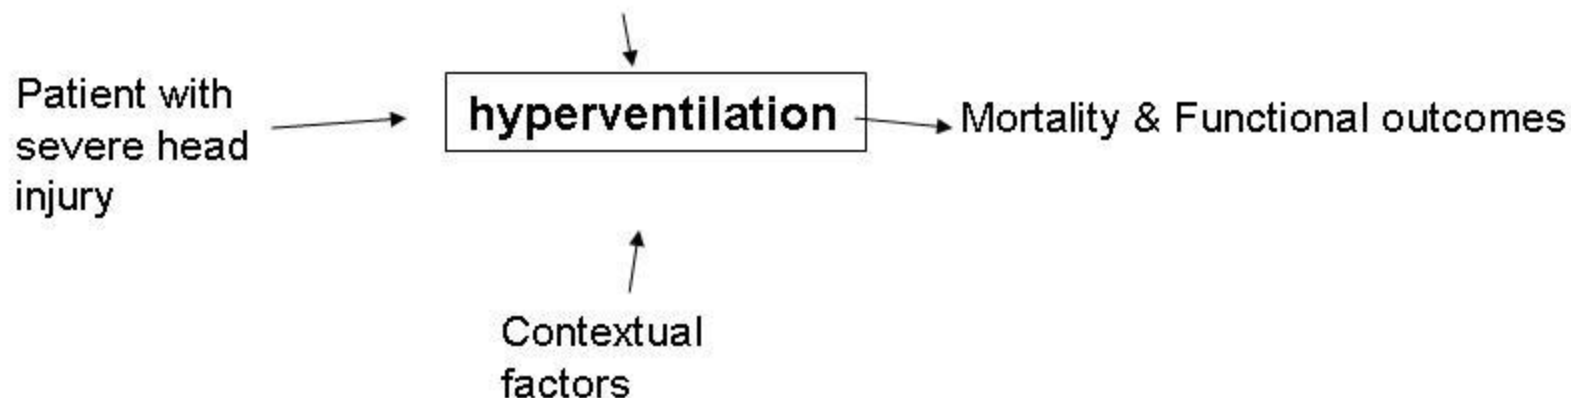 Patient with
severe head
injury
hyperventilation
Mortality & Functional outcomes
Contextual
factors